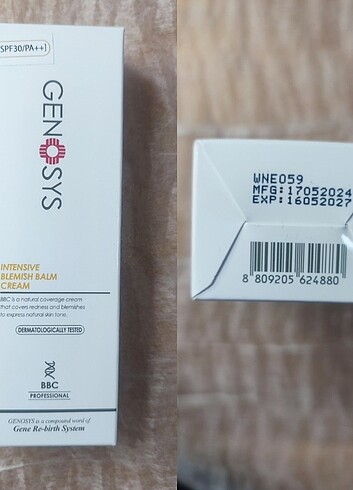 SPF30/PA++
GENOSYS
INTENSIVE
BLEMISH BALM
CREAM
BBC is a natural coverage cream
that covers redness and blemishes
to express natural skin tone.
DERMATOLOGICALLY TESTED
BBC
PROFESSIONAL
GENOSYS is a compound word of
Gene Re-birth System
WNE059
MFG:17052024
EXP:16052027
8 809205 624880